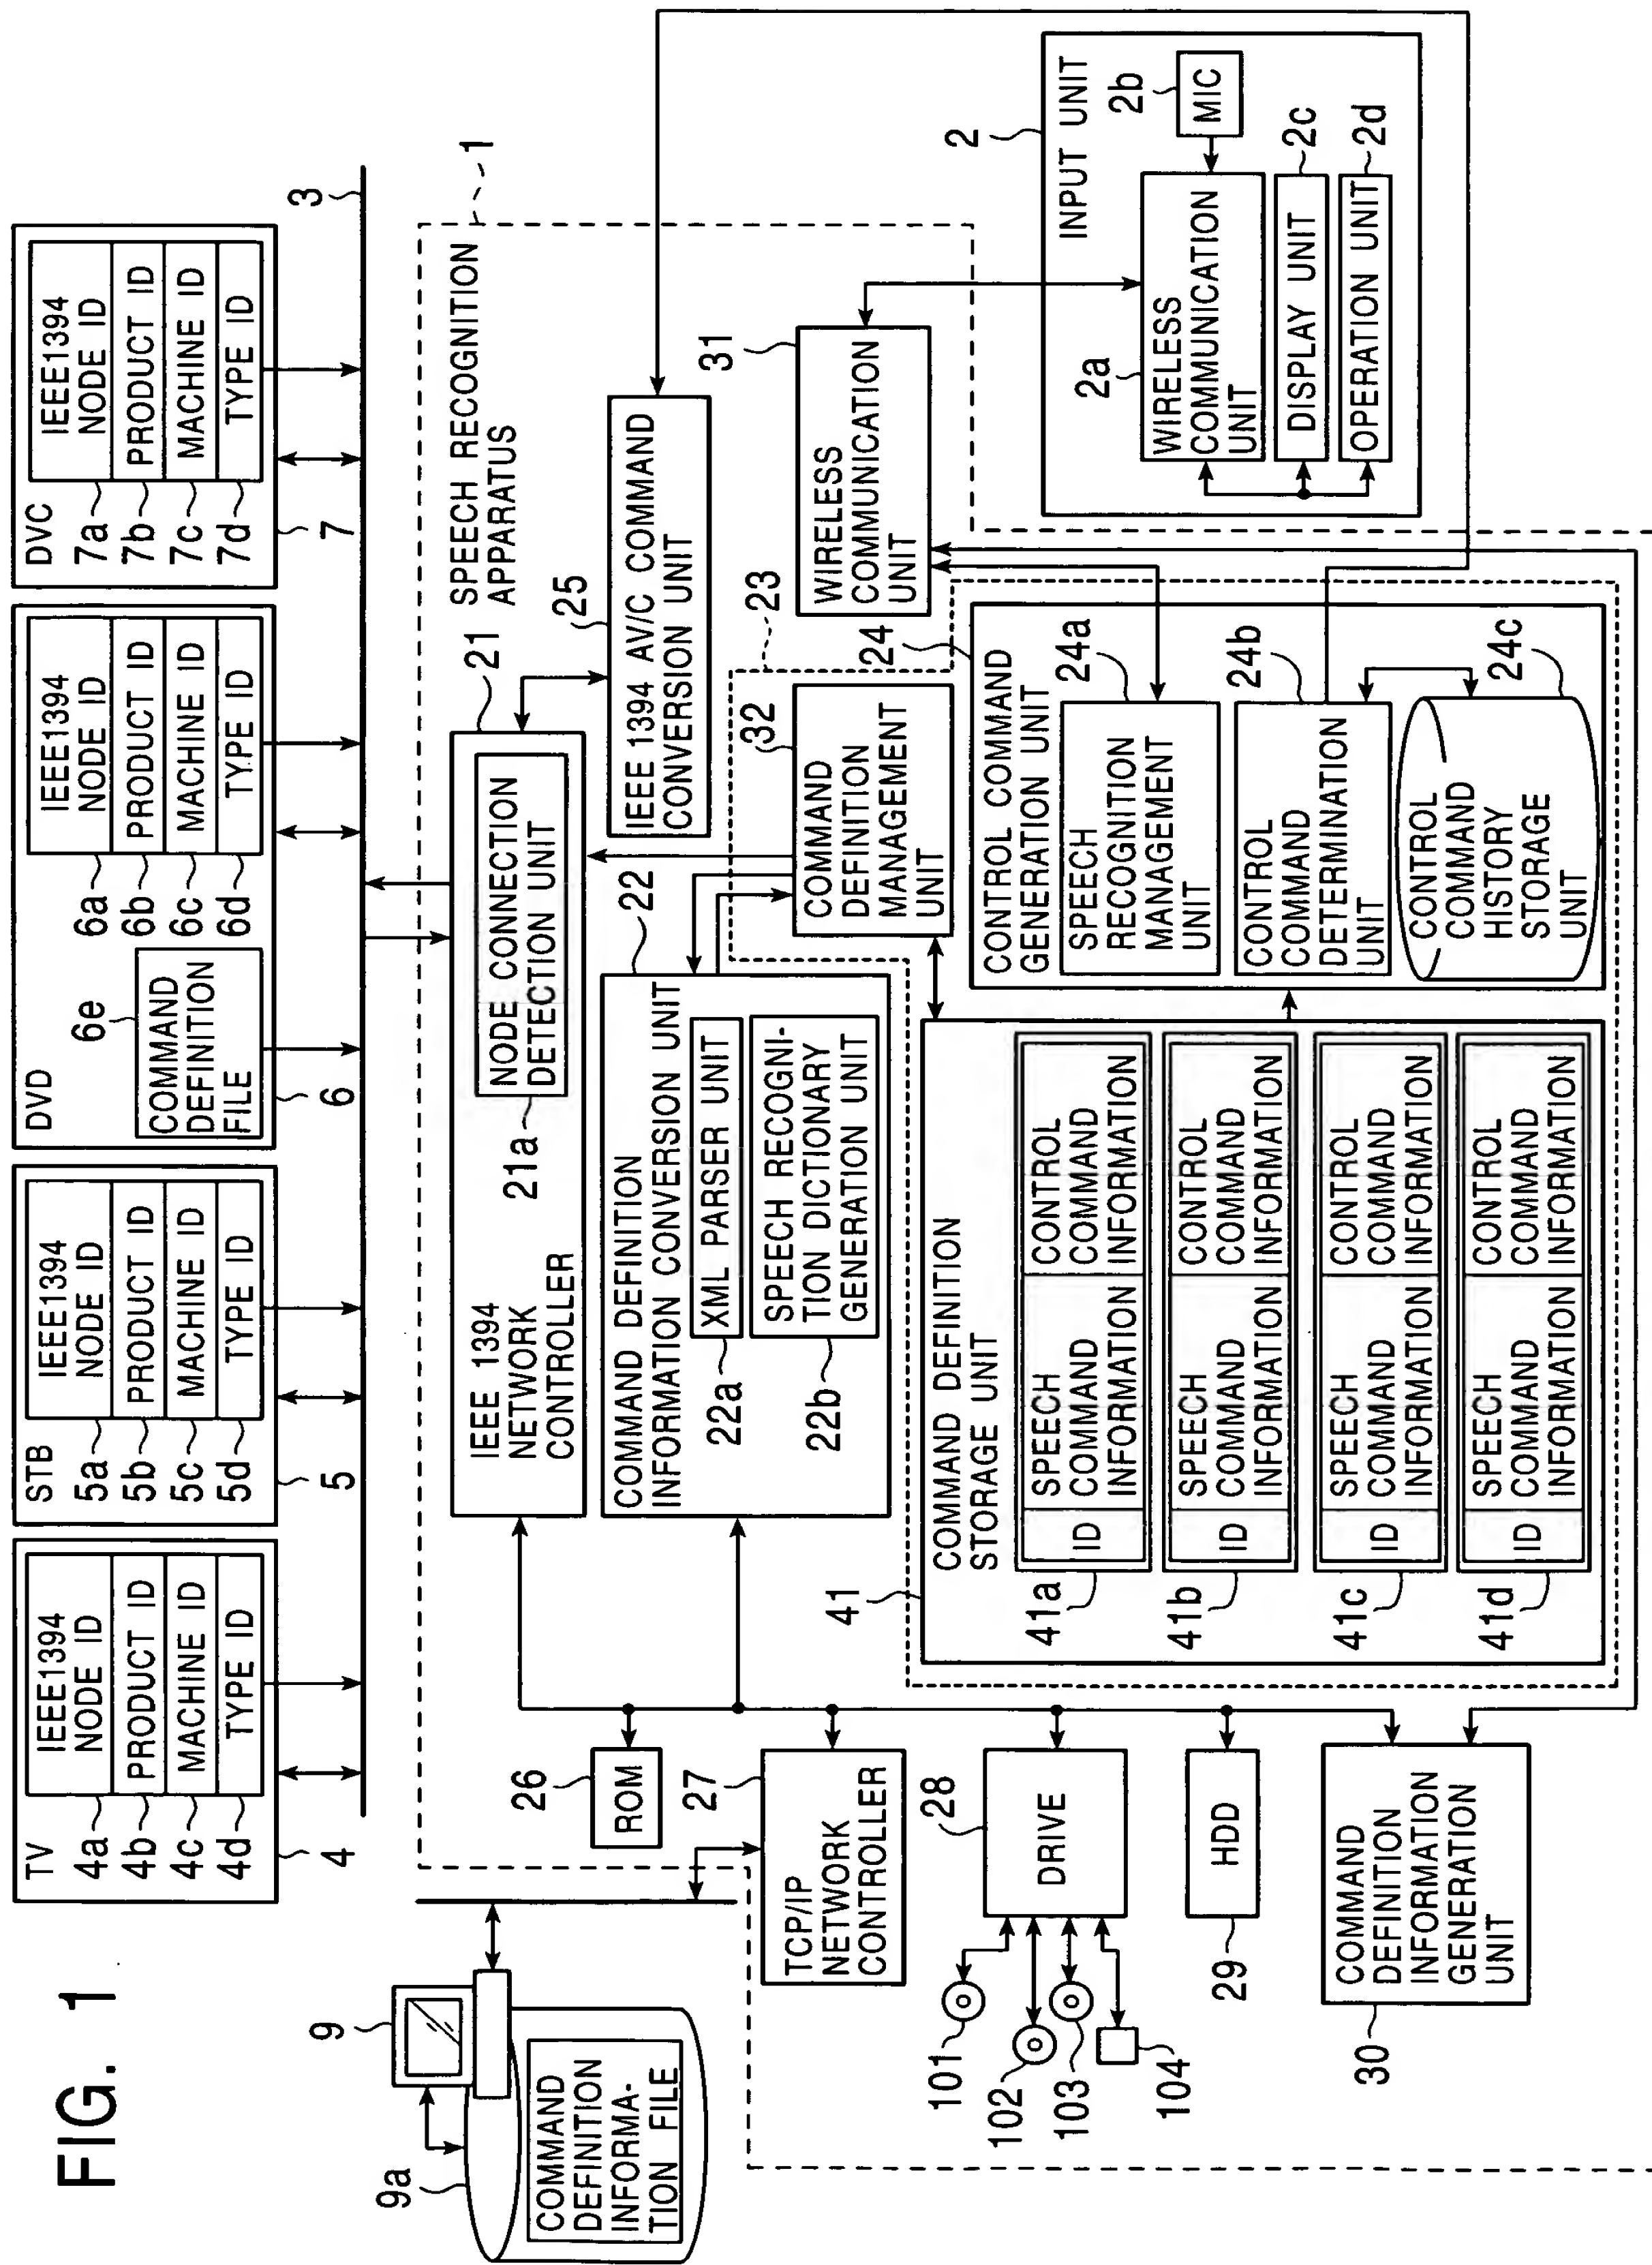 FIG. 1
TV
4a
4b
4c
4d
IEEE1394
NODE ID
PRODUCT ID
MACHINE ID
TYPE ID
4
STB
5a
5b
5c
5d
IEEE1394
NODE ID
PRODUCT ID
MACHINE ID
TYPE ID
5
DVD
6e
COMMAND
DEFINITION
FILE
6a
6b
6c
6d
IEEE1394
NODE ID
PRODUCT ID
MACHINE ID
TYPE ID
6
DVC
7a
7b
7c
7d
IEEE1394
NODE ID
PRODUCT ID
MACHINE ID
TYPE ID
7
3
9
9a
COMMAND
DEFINITION
INFORMA-
TION FILE
SPEECH RECOGNITION
APPARATUS
1
IEEE 1394
NETWORK
CONTROLLER
21
21a
NODE CONNECTION
DETECTION UNIT
25
IEEE 1394 AV/C COMMAND
CONVERSION UNIT
COMMAND DEFINITION
INFORMATION CONVERSION UNIT
22
22a
XML PARSER UNIT
22b
SPEECH RECOGNI-
TION DICTIONARY
GENERATION UNIT
26
ROM
27
TCP/IP
NETWORK
CONTROLLER
28
DRIVE
101
102
103
104
29
HDD
30
COMMAND
DEFINITION
INFORMATION
GENERATION
UNIT
23
32
COMMAND
DEFINITION
MANAGEMENT
UNIT
31
WIRELESS
COMMUNICATION
UNIT
41
COMMAND DEFINITION
STORAGE UNIT
41a
ID
SPEECH
COMMAND
INFORMATION
CONTROL
COMMAND
INFORMATION
41b
ID
SPEECH
COMMAND
INFORMATION
CONTROL
COMMAND
INFORMATION
41c
ID
SPEECH
COMMAND
INFORMATION
CONTROL
COMMAND
INFORMATION
41d
ID
SPEECH
COMMAND
INFORMATION
CONTROL
COMMAND
INFORMATION
24
CONTROL COMMAND
GENERATION UNIT
24a
SPEECH
RECOGNITION
MANAGEMENT
UNIT
24b
CONTROL
COMMAND
DETERMINATION
UNIT
24c
CONTROL
COMMAND
HISTORY
STORAGE
UNIT
2
INPUT UNIT
2a
WIRELESS
COMMUNICATION
UNIT
2b
MIC
2c
DISPLAY UNIT
2d
OPERATION UNIT